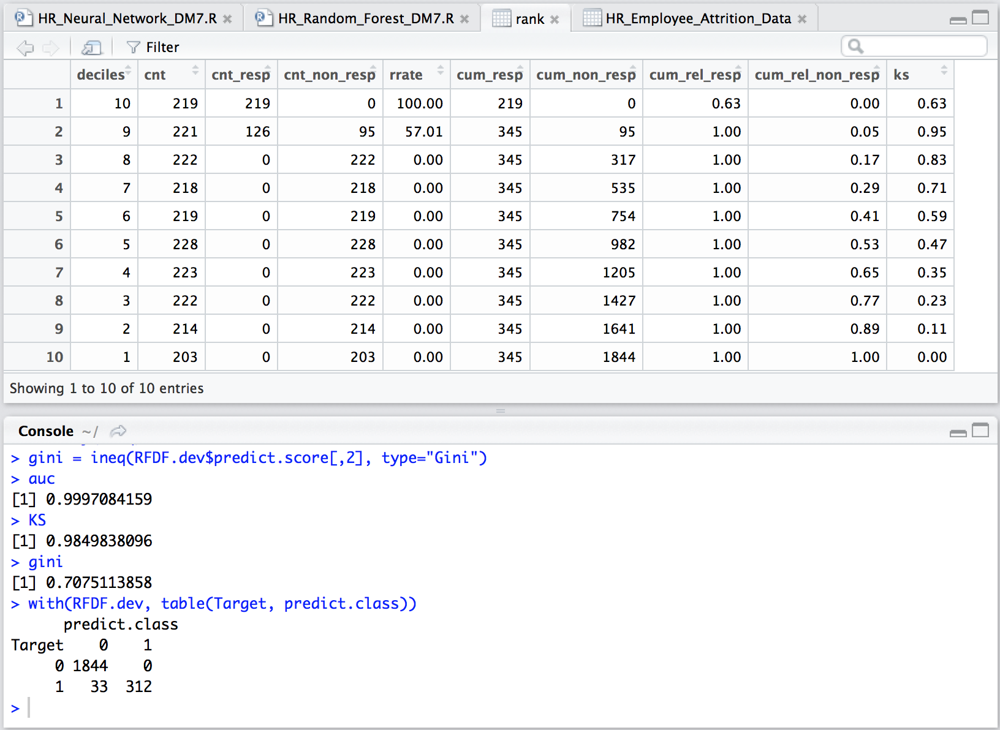 HR_Neural_Network_DM7.R HR_Random_Forest_DM7.R rank HR_Employee_Attrition_Data
Filter
deciles cnt cnt_resp cnt_non_resp rrate cum_resp cum_non_resp cum_rel_resp cum_rel_non_resp ks
1 10 219 219 0 100.00 219 0 0.63 0.00 0.63
2 9 221 126 95 57.01 345 95 1.00 0.05 0.95
3 8 222 0 222 0.00 345 317 1.00 0.17 0.83
4 7 218 0 218 0.00 345 535 1.00 0.29 0.71
5 6 219 0 219 0.00 345 754 1.00 0.41 0.59
6 5 228 0 228 0.00 345 982 1.00 0.53 0.47
7 4 223 0 223 0.00 345 1205 1.00 0.65 0.35
8 3 222 0 222 0.00 345 1427 1.00 0.77 0.23
9 2 214 0 214 0.00 345 1641 1.00 0.89 0.11
10 1 203 0 203 0.00 345 1844 1.00 1.00 0.00
Showing 1 to 10 of 10 entries
Console ~/
> gini = ineq(RFDF.dev$predict.score[,2], type="Gini")
> auc
[1] 0.9997084159
> KS
[1] 0.9849838096
> gini
[1] 0.7075113858
> with(RFDF.dev, table(Target, predict.class))
predict.class
Target 0 1
0 1844 0
1 33 312
>